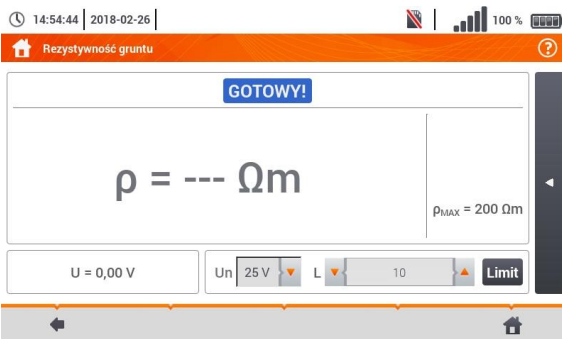 14:54:44 2018-02-26 100 %
Rezystywność gruntu ?
GOTOWY!
ρ = --- Ωm
ρMAX = 200 Ωm
U = 0,00 V Un 25 V L 10 Limit